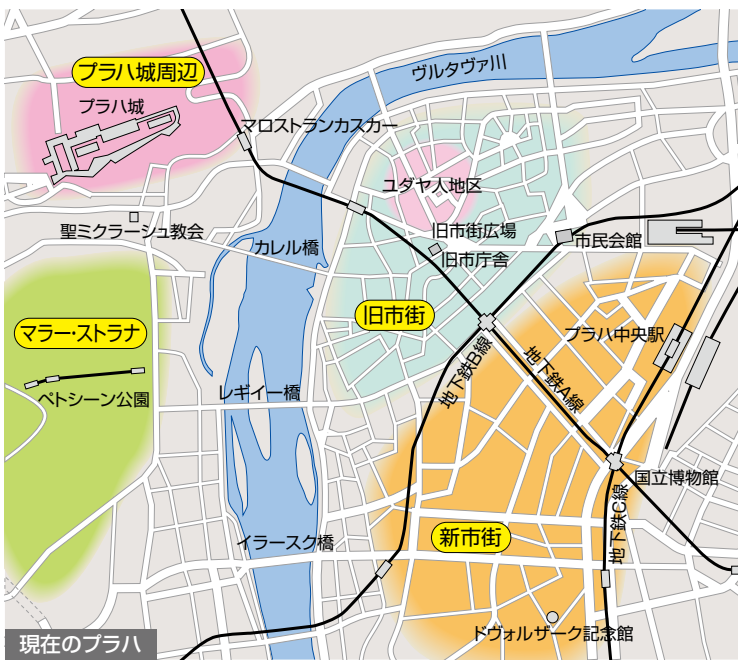 ヴルタヴァ川
プラハ城周辺
プラハ城
マロストランカスカー
ユダヤ人地区
聖ミクラーシュ教会
カレル橋
旧市街広場
旧市庁舎
市民会館
マラー・ストラナ
旧市街
プラハ中央駅
地下鉄B線
地下鉄A線
ペトシーン公園
レギイー橋
国立博物館
地下鉄C線
イラースク橋
新市街
ドヴォルザーク記念館
現在のプラハ